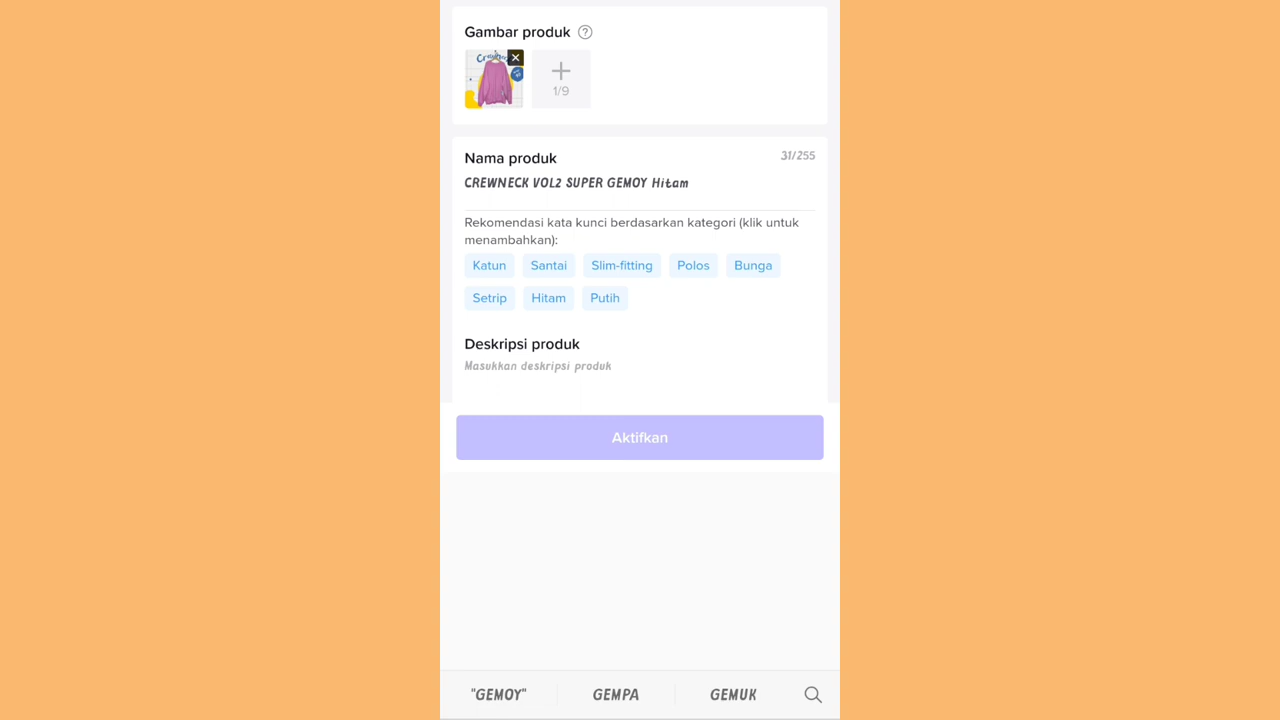 Gambar produk ?
1/9
Nama produk
31/255
CREWNECK VOL2 SUPER GEMOY Hitam
Rekomendasi kata kunci berdasarkan kategori (klik untuk
menambahkan):
Katun Santai Slim-fitting Polos Bunga
Setrip Hitam Putih
Deskripsi produk
Masukkan deskripsi produk
Aktifkan
"GEMOY" GEMPA GEMUK